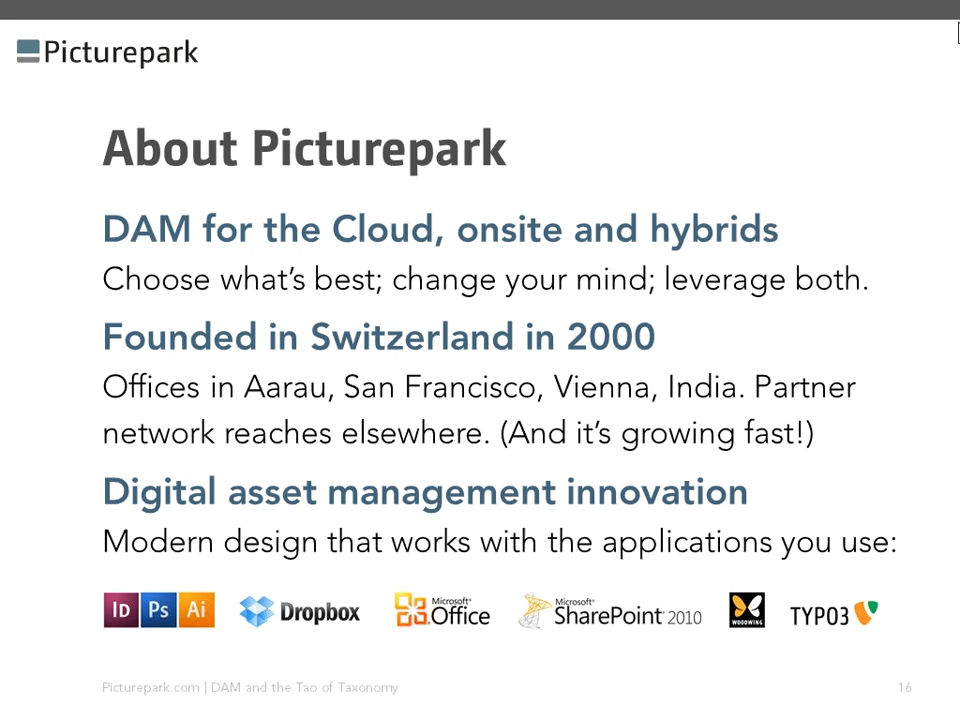 Picturepark
About Picturepark
DAM for the Cloud, onsite and hybrids
Choose what's best; change your mind; leverage both.
Founded in Switzerland in 2000
Offices in Aarau, San Francisco, Vienna, India. Partner
network reaches elsewhere. (And it's growing fast!)
Digital asset management innovation
Modern design that works with the applications you use:
ID Ps Ai Dropbox Microsoft® Office Microsoft® SharePoint® 2010 WOODWING TYPO3
Picturepark.com | DAM and the Tao of Taxonomy 16